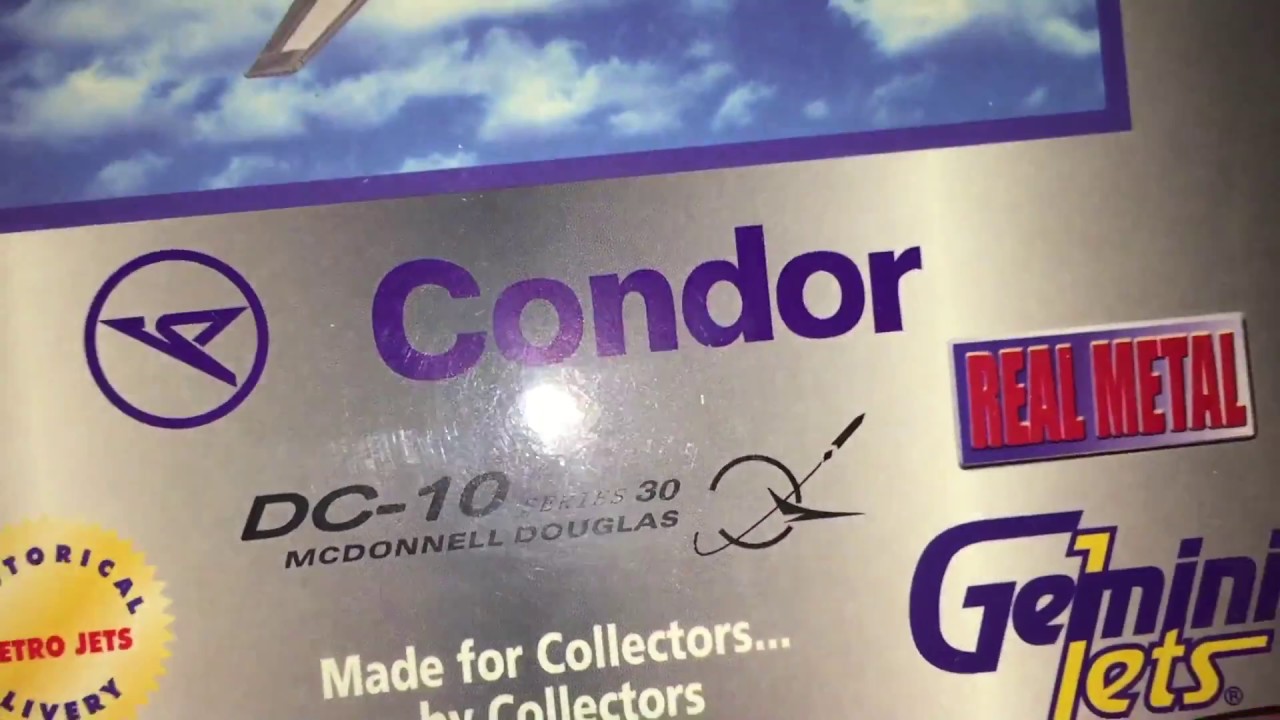 Condor
REAL METAL
DC-10 SERIES 30
MCDONNELL DOUGLAS
Gemini
Jets®
TORICAL
ETRO JETS
LIVERY
Made for Collectors...
by Collectors